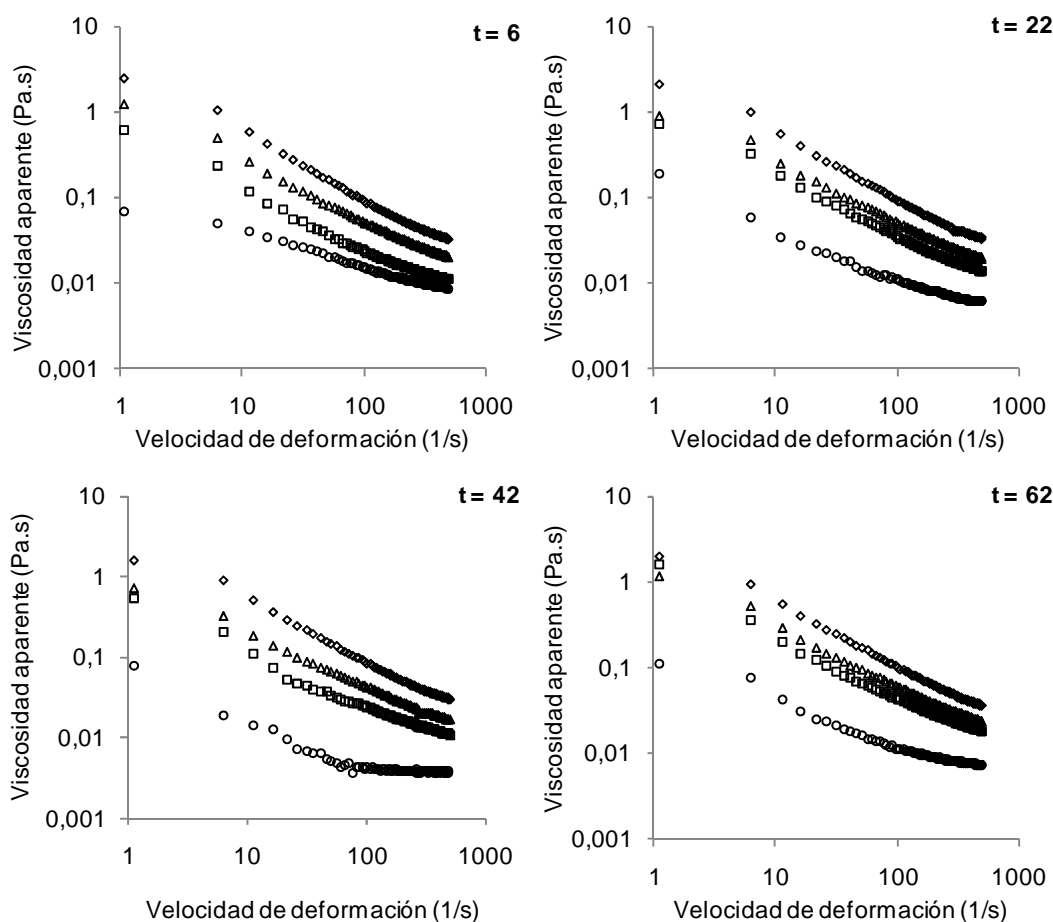 t = 6
10
1
0,1
0,01
0,001
Viscosidad aparente (Pa.s)
1 10 100 1000
Velocidad de deformación (1/s)
t = 22
10
1
0,1
0,01
0,001
Viscosidad aparente (Pa.s)
1 10 100 1000
Velocidad de deformación (1/s)
t = 42
10
1
0,1
0,01
0,001
Viscosidad aparente (Pa.s)
1 10 100 1000
Velocidad de deformación (1/s)
t = 62
10
1
0,1
0,01
0,001
Viscosidad aparente (Pa.s)
1 10 100 1000
Velocidad de deformación (1/s)